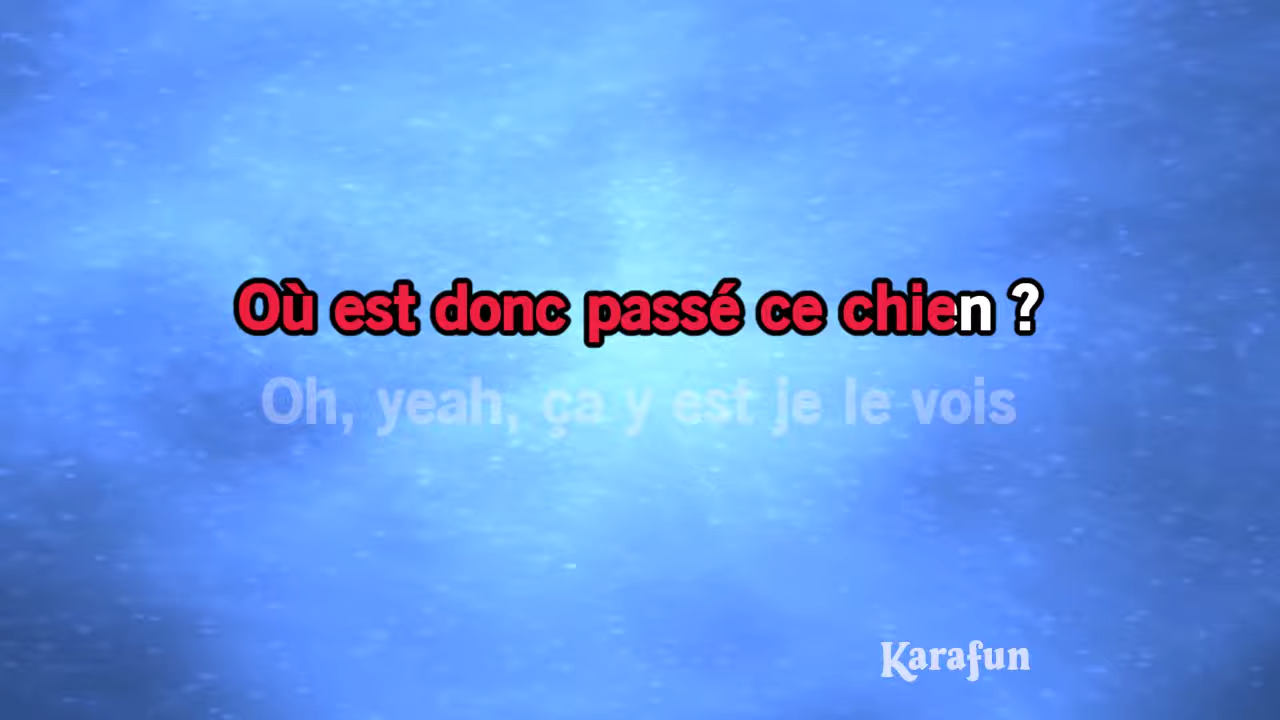 Où est donc passé ce chien ?
Oh, yeah, ça y est je le vois
Karafun